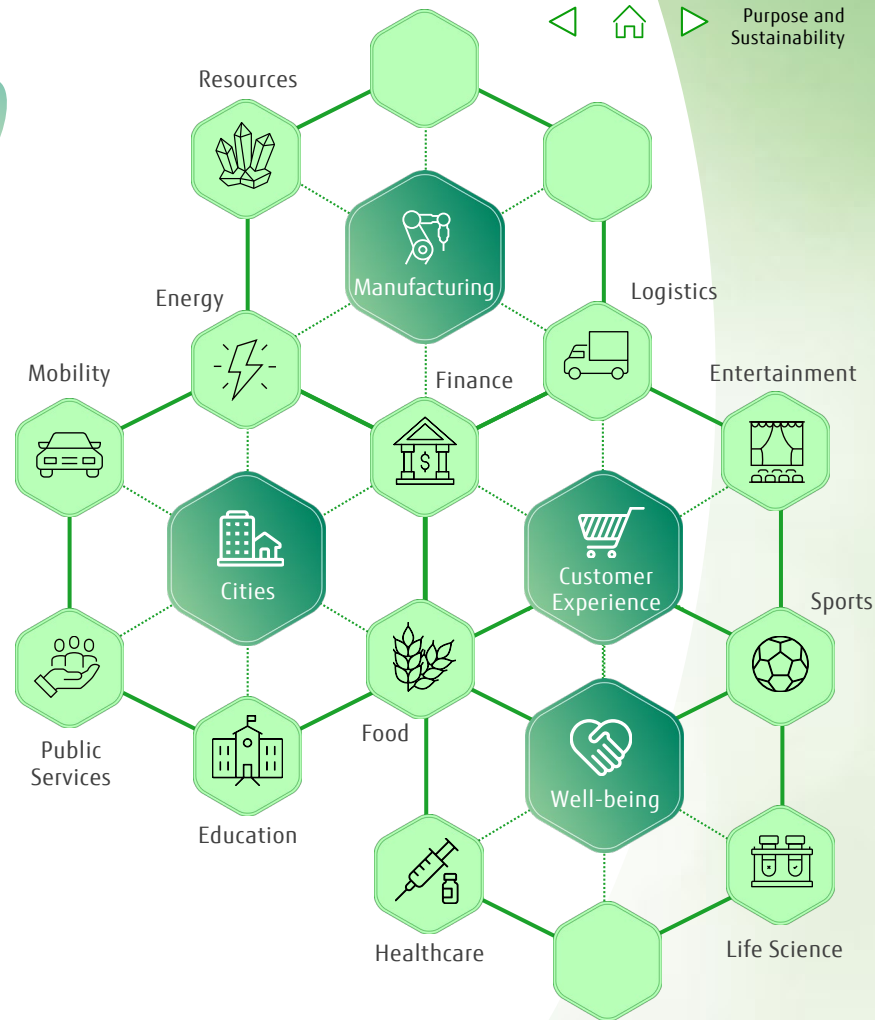 Purpose and
Sustainability
Resources
Manufacturing
Energy
Logistics
Mobility
Finance
Entertainment
$
Cities
Customer
Experience
Sports
Food
Public
Services
Well-being
Education
Healthcare
Life Science